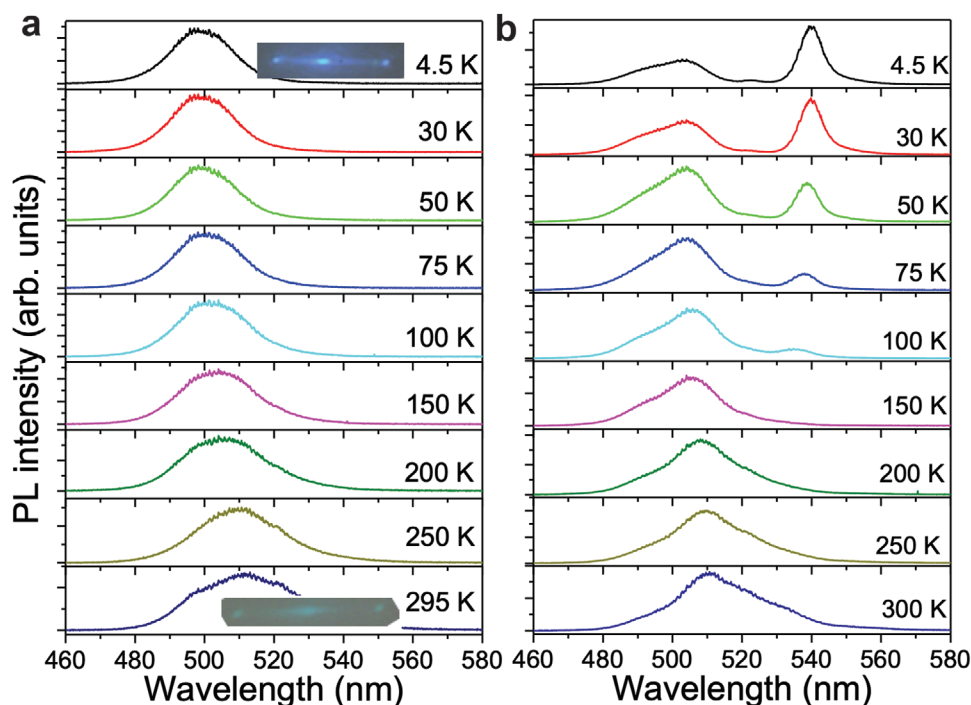 a
4.5 K
30 K
50 K
75 K
100 K
150 K
200 K
250 K
295 K
460 480 500 520 540 560 580
Wavelength (nm)
PL intensity (arb. units)
b
4.5 K
30 K
50 K
75 K
100 K
150 K
200 K
250 K
300 K
460 480 500 520 540 560 580
Wavelength (nm)